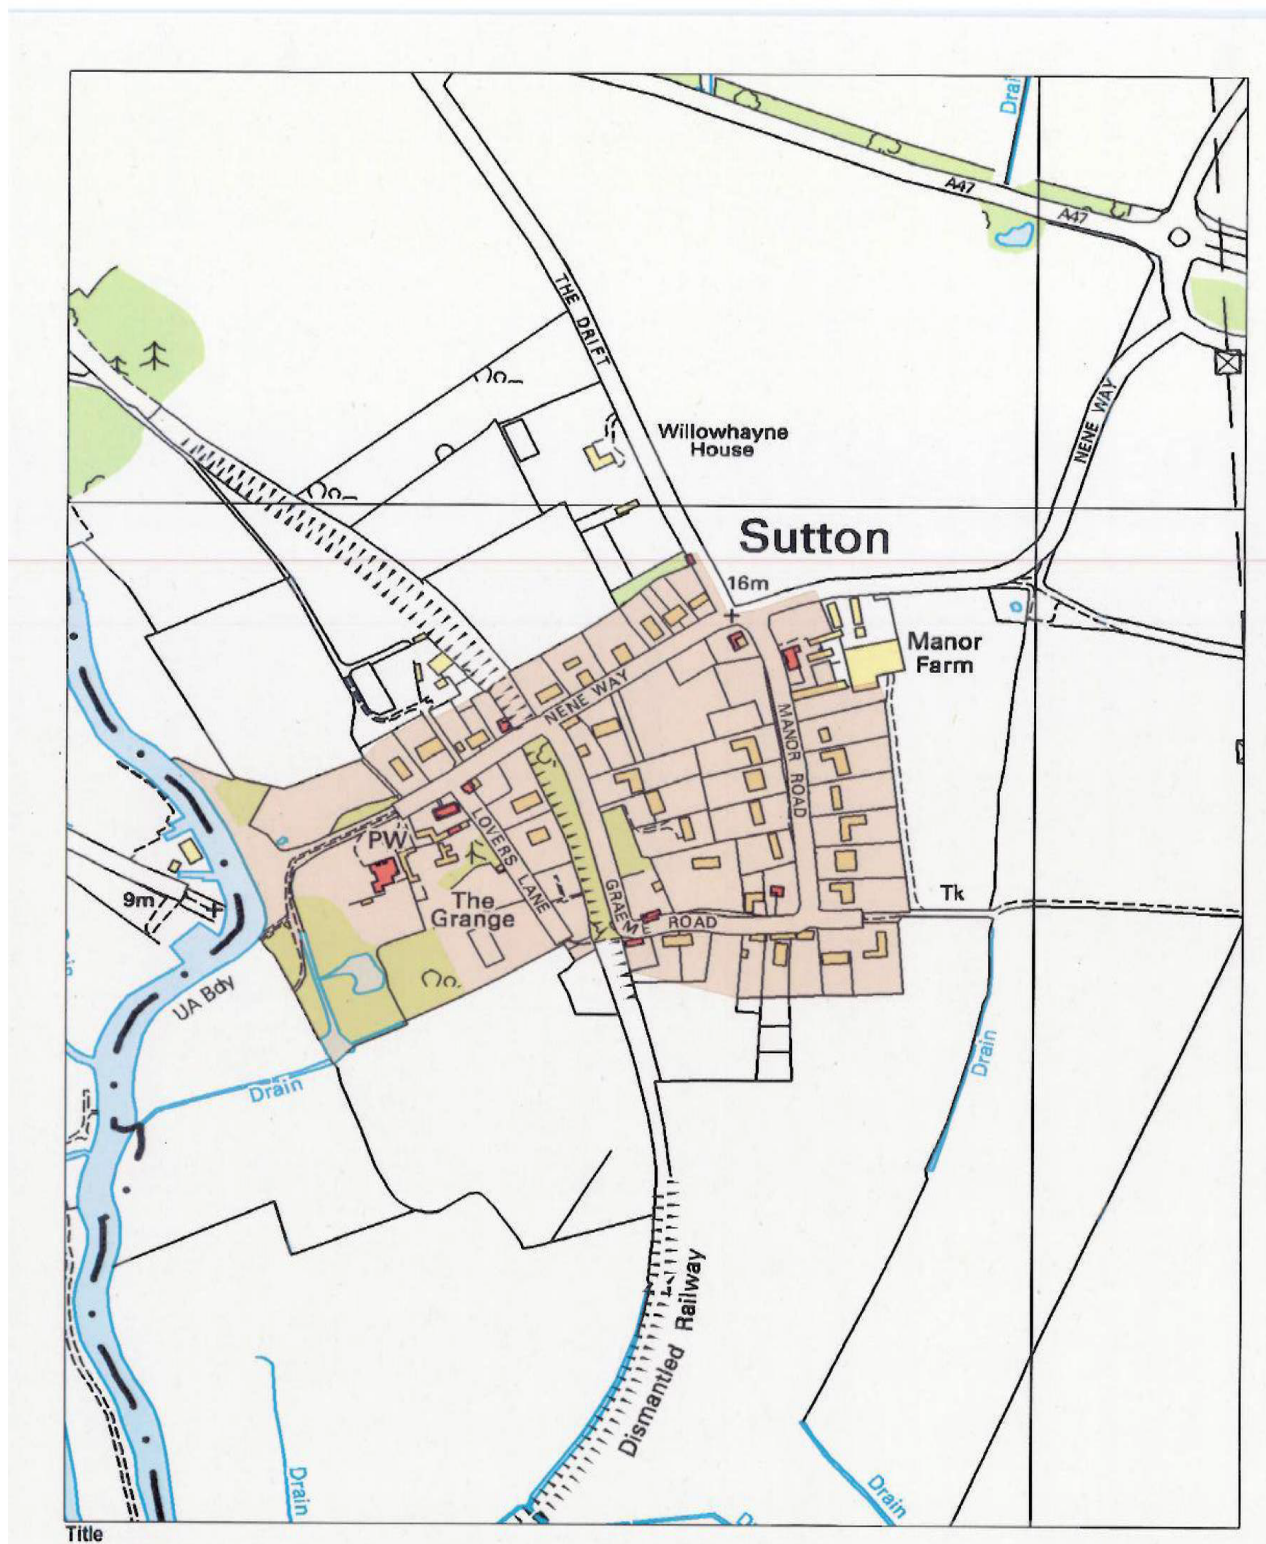 Drai
A47
A47
THE DRIFT
NENE WAY
Willowhayne
House
Sutton
16m
Manor
Farm
NENE WAY
MANOR ROAD
PW
LOVERS LANE
9m
The
Grange
GRAEME ROAD
Tk
UA Bdy
Drain
Drain
Dismantled Railway
Drain
Drain
Title